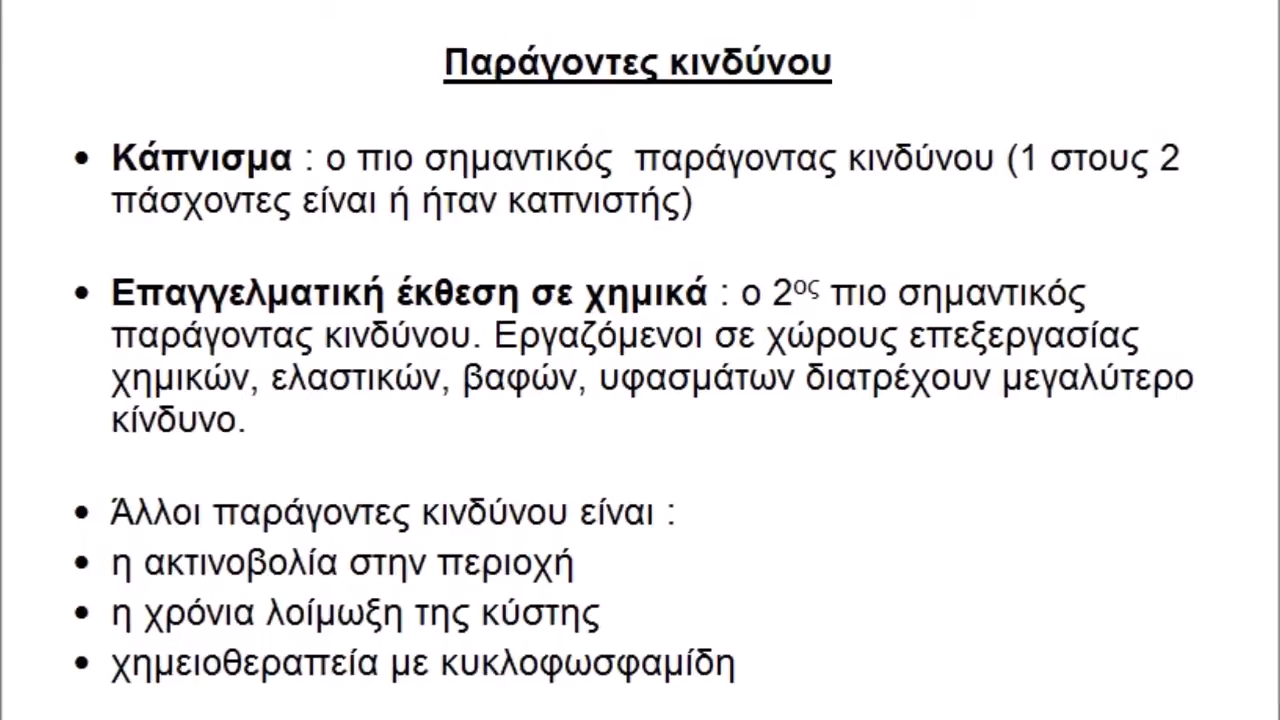 Παράγοντες κινδύνου
• Κάπνισμα : ο πιο σημαντικός  παράγοντας κινδύνου (1 στους 2
πάσχοντες είναι ή ήταν καπνιστής)
• Επαγγελματική έκθεση σε χημικά : ο 2ος πιο σημαντικός
παράγοντας κινδύνου. Εργαζόμενοι σε χώρους επεξεργασίας
χημικών, ελαστικών, βαφών, υφασμάτων διατρέχουν μεγαλύτερο
κίνδυνο.
• Άλλοι παράγοντες κινδύνου είναι :
• η ακτινοβολία στην περιοχή
• η χρόνια λοίμωξη της κύστης
• χημειοθεραπεία με κυκλοφωσφαμίδη